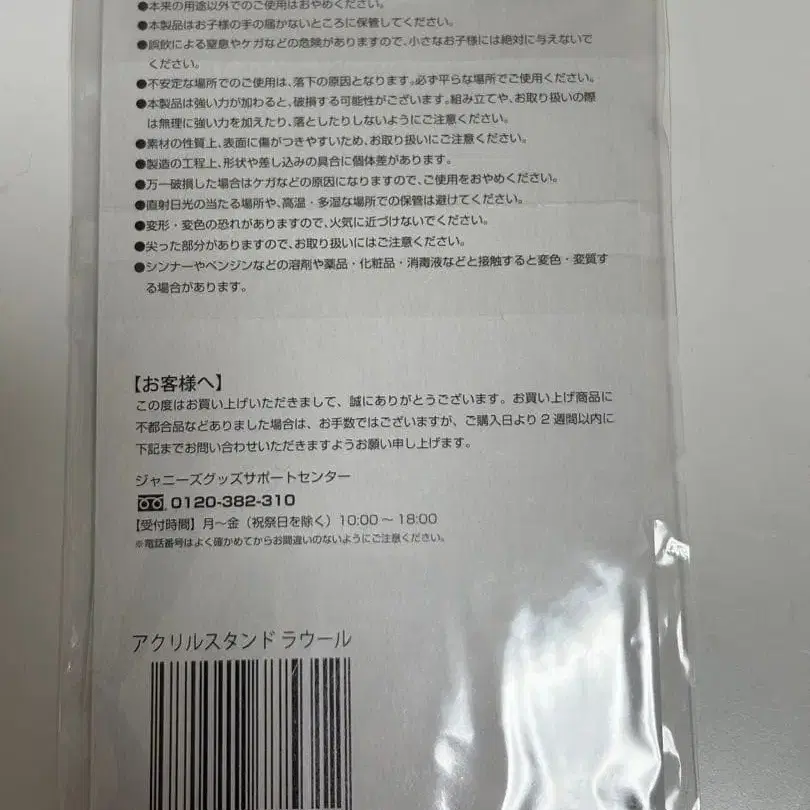 ●本来の用途以外でのご使用はおやめください。
●本製品はお子様の手の届かないところに保管してください。
●誤飲による窒息やケガなどの危険がありますので、小さなお子様には絶対に与えないで
ください。
●不安定な場所でのご使用は、落下の原因となります。必ず平らな場所でご使用ください。
●本製品は強い力が加わると、破損する可能性がございます。組み立てや、お取り扱いの際
は無理に強い力を加えたり、落としたりしないようにご注意ください。
●素材の性質上、表面に傷がつきやすいため、お取り扱いにご注意ください。
●製造の工程上、形状や差し込みの具合に個体差があります。
●万一破損した場合はケガなどの原因になりますので、ご使用をおやめください。
●直射日光の当たる場所や、高温・多湿な場所での保管は避けてください。
●変形・変色の恐れがありますので、火気に近づけないでください。
●尖った部分がありますので、お取り扱いにはご注意ください。
●シンナーやベンジンなどの溶剤や薬品・化粧品・消毒液などと接触すると変色・変質す
る場合があります。
【お客様へ】
この度はお買い上げいただきまして、誠にありがとうございます。お買い上げ商品に
不都合品などありました場合は、お手数ではございますが、ご購入日より2週間以内に
下記までお問い合わせいただきますようお願い申し上げます。
ジャニーズグッズサポートセンター
0120-382-310
【受付時間】月～金（祝祭日を除く）10:00～18:00
※電話番号はよく確かめてからお間違いのないようにご注意ください。
アクリルスタンド ラウール